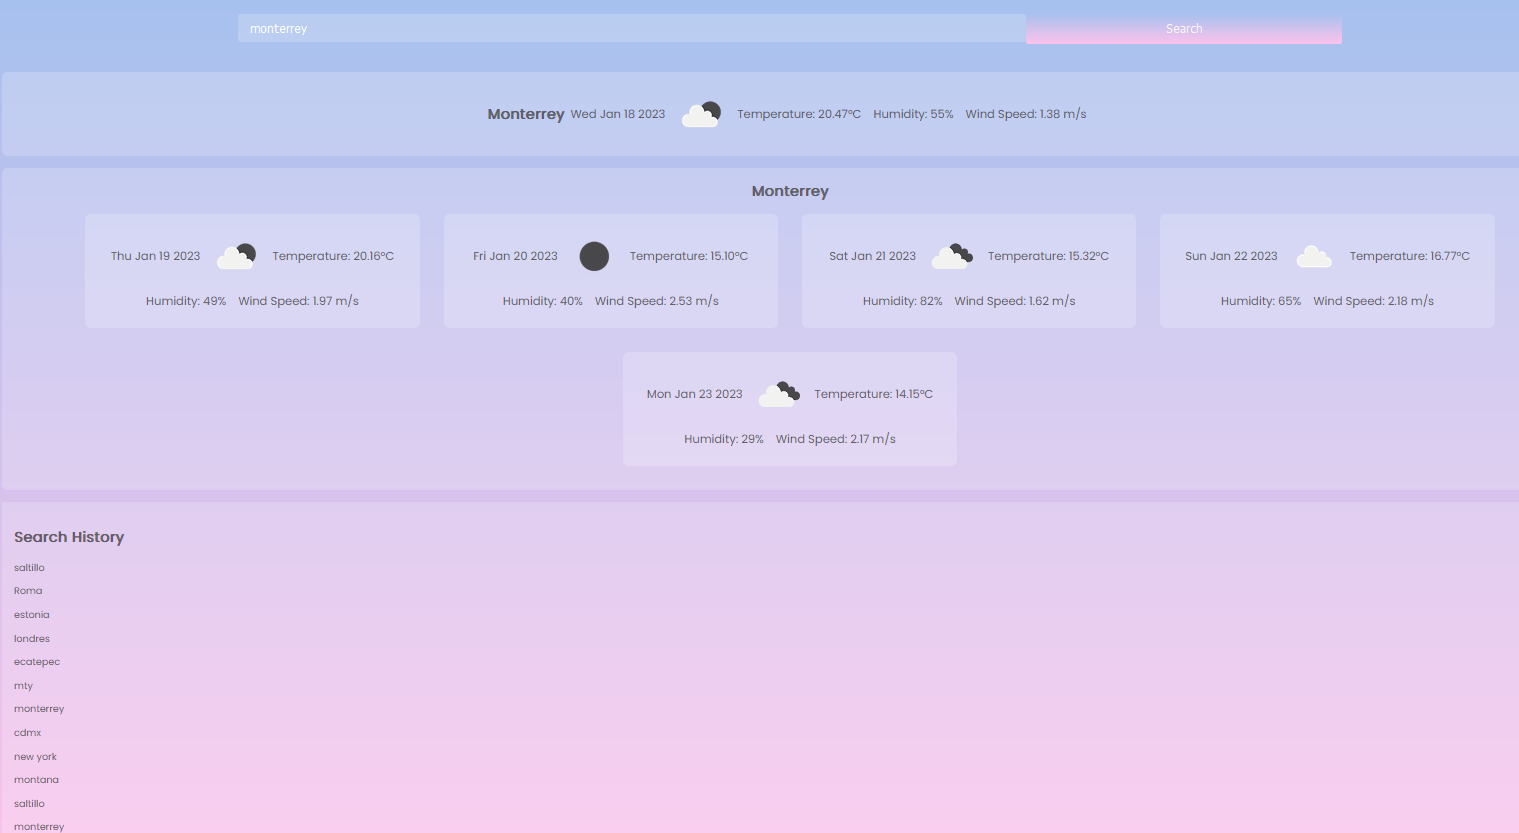 monterrey Search
Monterrey Wed Jan 18 2023 Temperature: 20.47°C Humidity: 55% Wind Speed: 1.38 m/s
Monterrey
Thu Jan 19 2023 Temperature: 20.16°C
Humidity: 49% Wind Speed: 1.97 m/s
Fri Jan 20 2023 Temperature: 15.10°C
Humidity: 40% Wind Speed: 2.53 m/s
Sat Jan 21 2023 Temperature: 15.32°C
Humidity: 82% Wind Speed: 1.62 m/s
Sun Jan 22 2023 Temperature: 16.77°C
Humidity: 65% Wind Speed: 2.18 m/s
Mon Jan 23 2023 Temperature: 14.15°C
Humidity: 29% Wind Speed: 2.17 m/s
Search History
saltillo
Roma
estonia
londres
ecatepec
mty
monterrey
cdmx
new york
montana
saltillo
monterrey